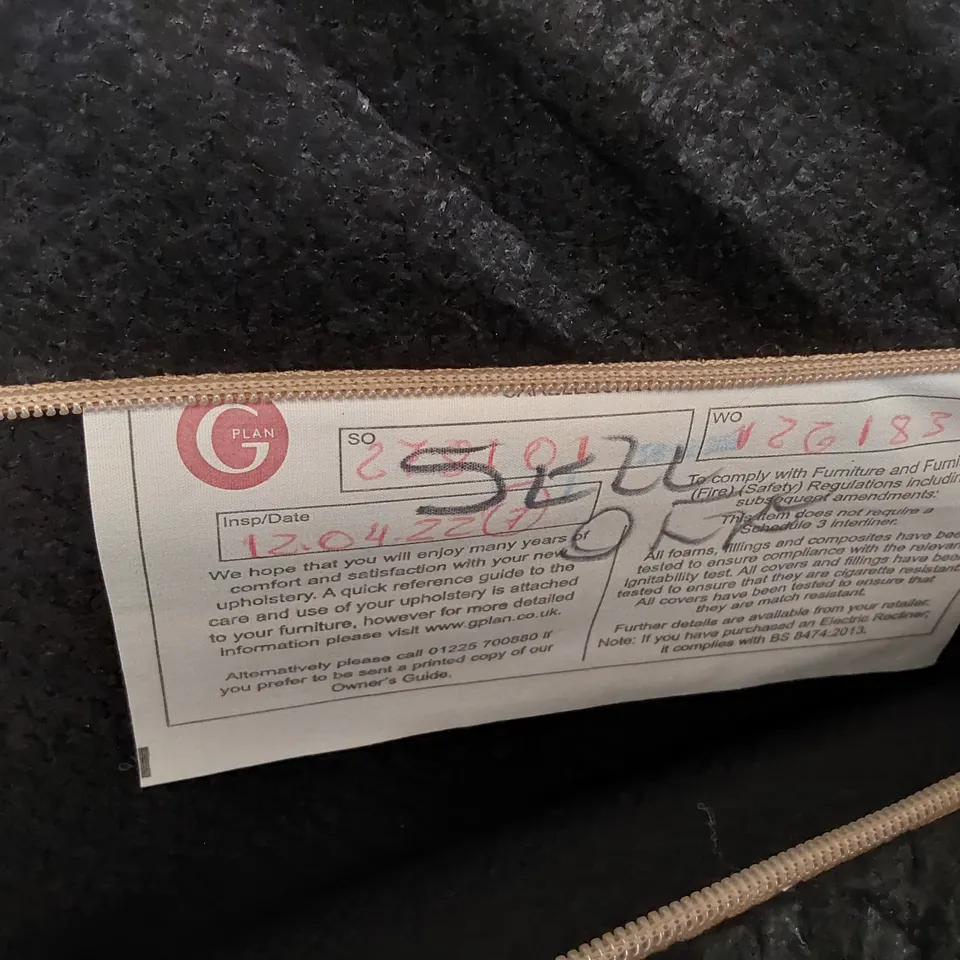 G PLAN
SO
WO 1226183
SELL
OFF
Insp/Date
12.04.22(7)
We hope that you will enjoy many years of
comfort and satisfaction with your new
upholstery. A quick reference guide to the
care and use of your upholstery is attached
to your furniture, however for more detailed
information please visit www.gplan.co.uk.
Alternatively please call 01225 700880 if
you prefer to be sent a printed copy of our
Owner's Guide.
To comply with Furniture and Furni
(Fire) (Safety) Regulations includin
subsequent amendments:
This item does not require a
Schedule 3 Interliner.
All foams, fillings and composites have bee
tested to ensure compliance with the relevan
Ignitability test. All covers and fillings have bee
tested to ensure that they are cigarette resistant
All covers have been tested to ensure that
they are match resistant.
Further details are available from your retailer.
Note: If you have purchased an Electric Recliner,
it complies with BS 8474:2013.